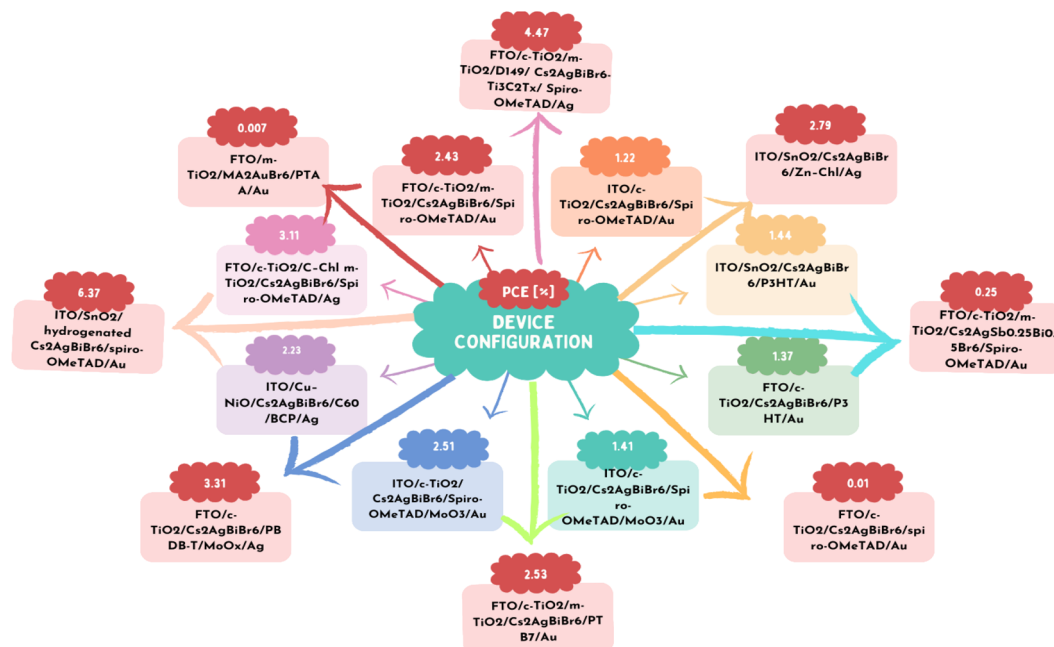 4.47
FTO/c-TiO2/m-
TiO2/D149/ Cs2AgBiBr6-
Ti3C2Tx/ Spiro-
OMeTAD/Ag
0.007
FTO/m-
TiO2/MA2AuBr6/PTA
A/Au
2.43
FTO/c-TiO2/m-
TiO2/Cs2AgBiBr6/Spi
ro-OMeTAD/Au
1.22
ITO/c-
TiO2/Cs2AgBiBr6/Spi
ro-OMeTAD/Au
2.79
ITO/SnO2/Cs2AgBiBr
6/Zn-Chl/Ag
3.11
FTO/c-TiO2/C-Chl m-
TiO2/Cs2AgBiBr6/Spi
ro-OMeTAD/Ag
1.44
ITO/SnO2/Cs2AgBiBr
6/P3HT/Au
6.37
ITO/SnO2/
hydrogenated
Cs2AgBiBr6/spiro-
OMeTAD/Au
PCE [%]
DEVICE
CONFIGURATION
0.25
FTO/c-TiO2/m-
TiO2/Cs2AgSb0.25Bi0.
5Br6/Spiro-
OMeTAD/Au
2.23
ITO/Cu-
NiO/Cs2AgBiBr6/C60
/BCP/Ag
1.37
FTO/c-
TiO2/Cs2AgBiBr6/P3
HT/Au
3.31
FTO/c-
TiO2/Cs2AgBiBr6/PB
DB-T/MoOx/Ag
2.51
ITO/c-TiO2/
Cs2AgBiBr6/Spiro-
OMeTAD/MoO3/Au
1.41
ITO/c-
TiO2/Cs2AgBiBr6/Spi
ro-
OMeTAD/MoO3/Au
0.01
FTO/c-
TiO2/Cs2AgBiBr6/spi
ro-OMeTAD/Au
2.53
FTO/c-TiO2/m-
TiO2/Cs2AgBiBr6/PT
B7/Au